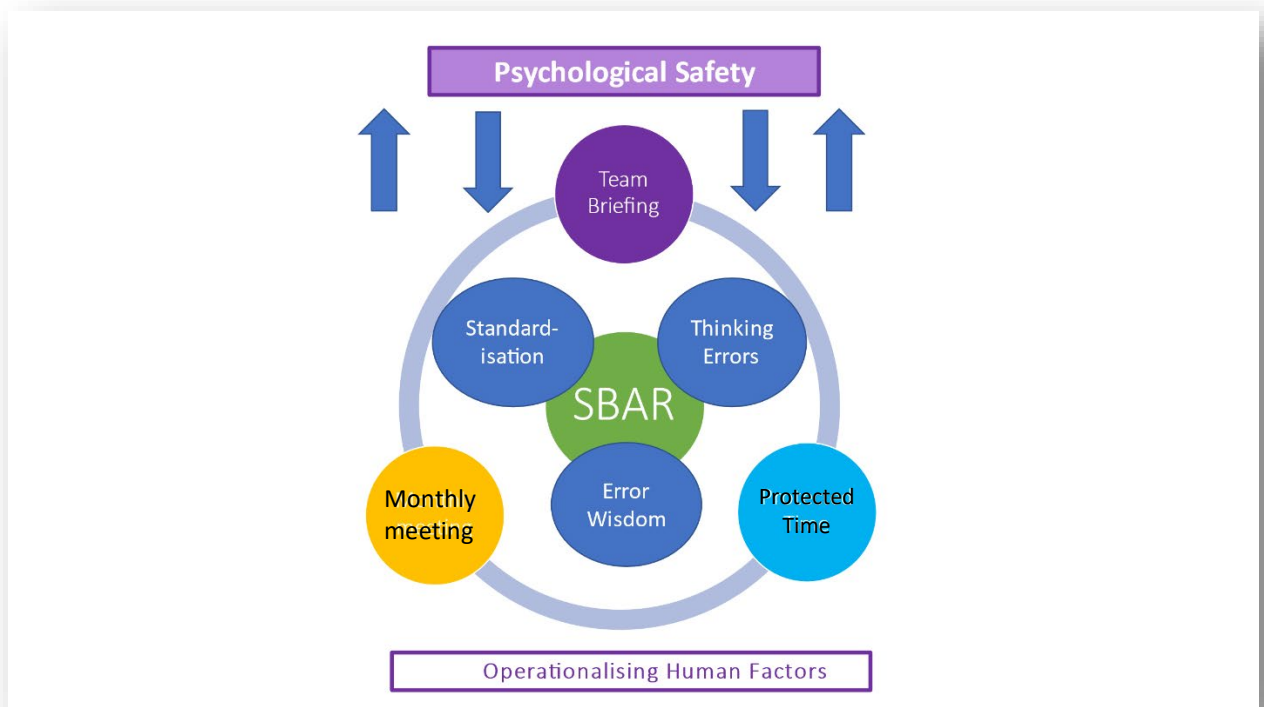 Psychological Safety
Team
Briefing
Standard-
isation
Thinking
Errors
SBAR
Error
Wisdom
Monthly
meeting
Protected
Time
Operationalising Human Factors